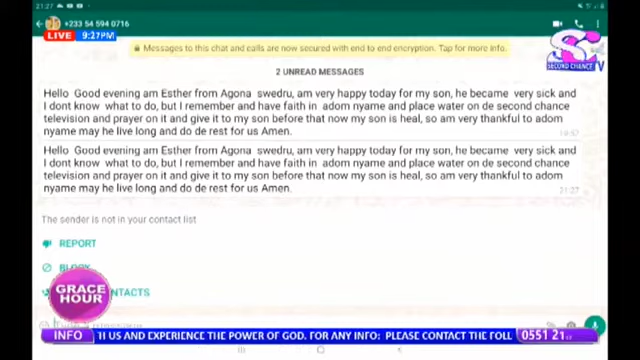 21:27
+233 54 594 0716
LIVE 9:27PM
Messages to this chat and calls are now secured with end to end encryption. Tap for more info.
SECOND CHANCE TV
2 UNREAD MESSAGES
Hello Good evening am Esther from Agona swedru, am very happy today for my son, he became very sick and
I dont know what to do, but I remember and have faith in adom nyame and place water on de second chance
television and prayer on it and give it to my son before that now my son is heal, so am very thankful to adom
nyame may he live long and do de rest for us Amen.
19:57
Hello Good evening am Esther from Agona swedru, am very happy today for my son, he became very sick and
I dont know what to do, but I remember and have faith in adom nyame and place water on de second chance
television and prayer on it and give it to my son before that now my son is heal, so am very thankful to adom
nyame may he live long and do de rest for us Amen.
21:27
The sender is not in your contact list
REPORT
BLOCK
GRACE
HOUR
NTACTS
INFO TH US AND EXPERIENCE THE POWER OF GOD. FOR ANY INFO: PLEASE CONTACT THE FOLL 0551 21